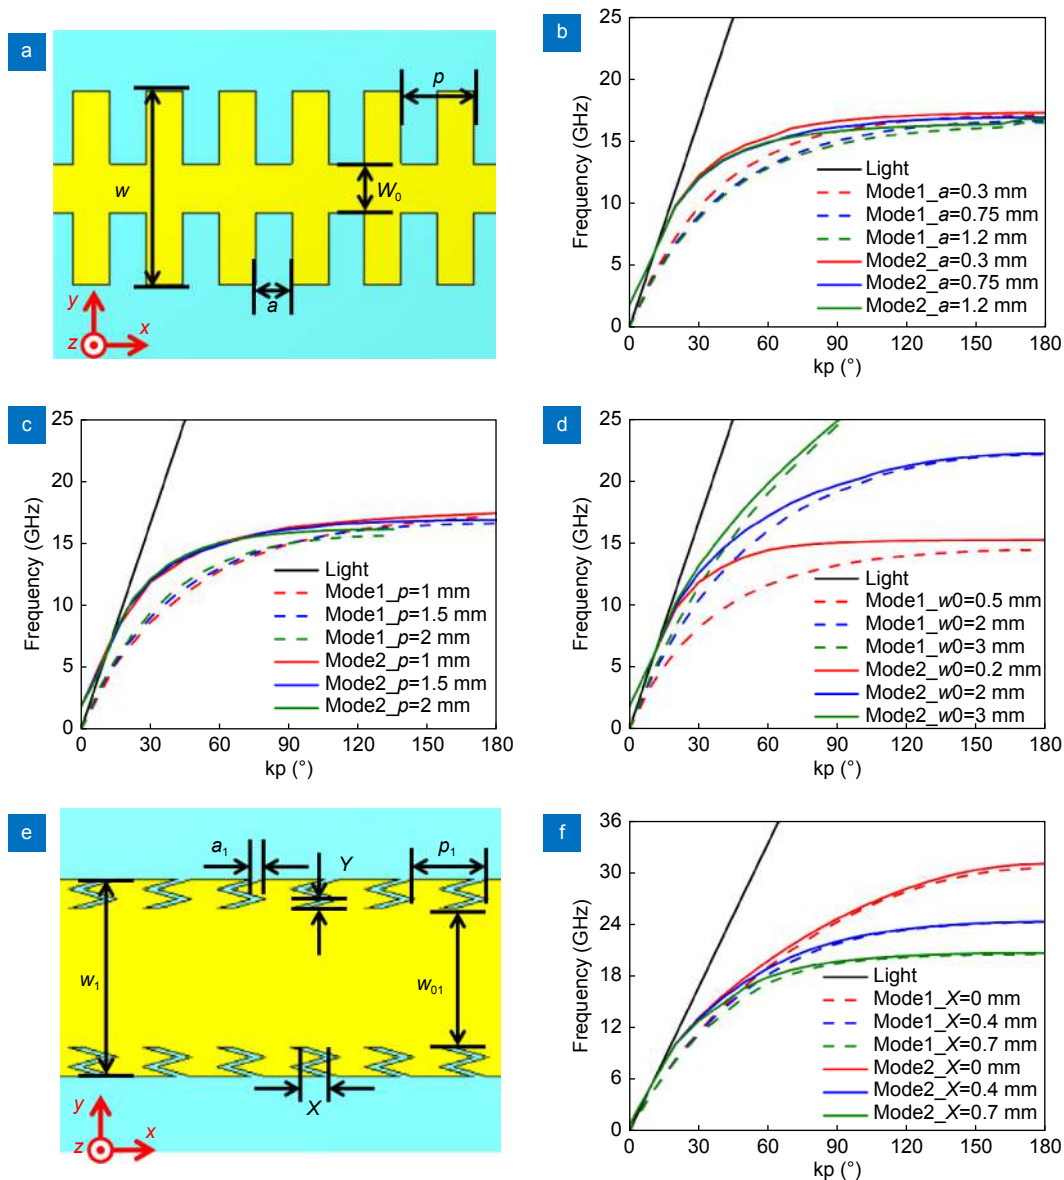 a
p
w
W0
a
y
z
x
b
25
20
15
10
5
0
Frequency (GHz)
Light
Mode1_a=0.3 mm
Mode1_a=0.75 mm
Mode1_a=1.2 mm
Mode2_a=0.3 mm
Mode2_a=0.75 mm
Mode2_a=1.2 mm
0 30 60 90 120 150 180
kp (°)
c
25
20
15
10
5
0
Frequency (GHz)
Light
Mode1_p=1 mm
Mode1_p=1.5 mm
Mode1_p=2 mm
Mode2_p=1 mm
Mode2_p=1.5 mm
Mode2_p=2 mm
0 30 60 90 120 150 180
kp (°)
d
25
20
15
10
5
0
Frequency (GHz)
Light
Mode1_w0=0.5 mm
Mode1_w0=2 mm
Mode1_w0=3 mm
Mode2_w0=0.2 mm
Mode2_w0=2 mm
Mode2_w0=3 mm
0 30 60 90 120 150 180
kp (°)
e
a1
Y
p1
w1
w01
X
y
z
x
f
36
30
24
18
12
6
0
Frequency (GHz)
Light
Mode1_X=0 mm
Mode1_X=0.4 mm
Mode1_X=0.7 mm
Mode2_X=0 mm
Mode2_X=0.4 mm
Mode2_X=0.7 mm
0 30 60 90 120 150 180
kp (°)